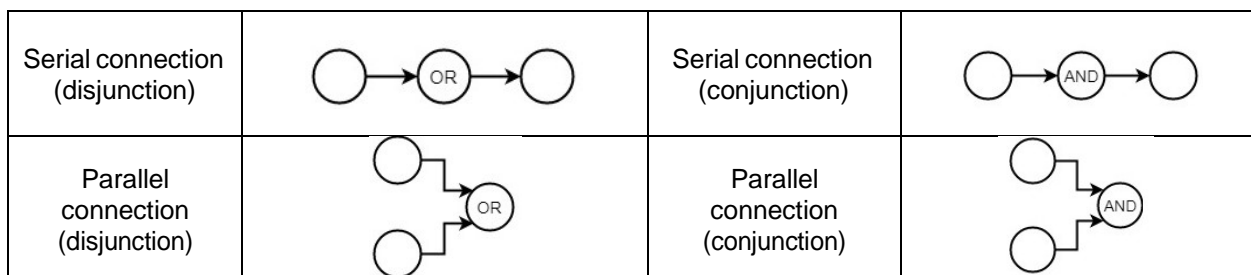 Serial connection
(disjunction)
OR
Serial connection
(conjunction)
AND
Parallel
connection
(disjunction)
OR
Parallel
connection
(conjunction)
AND